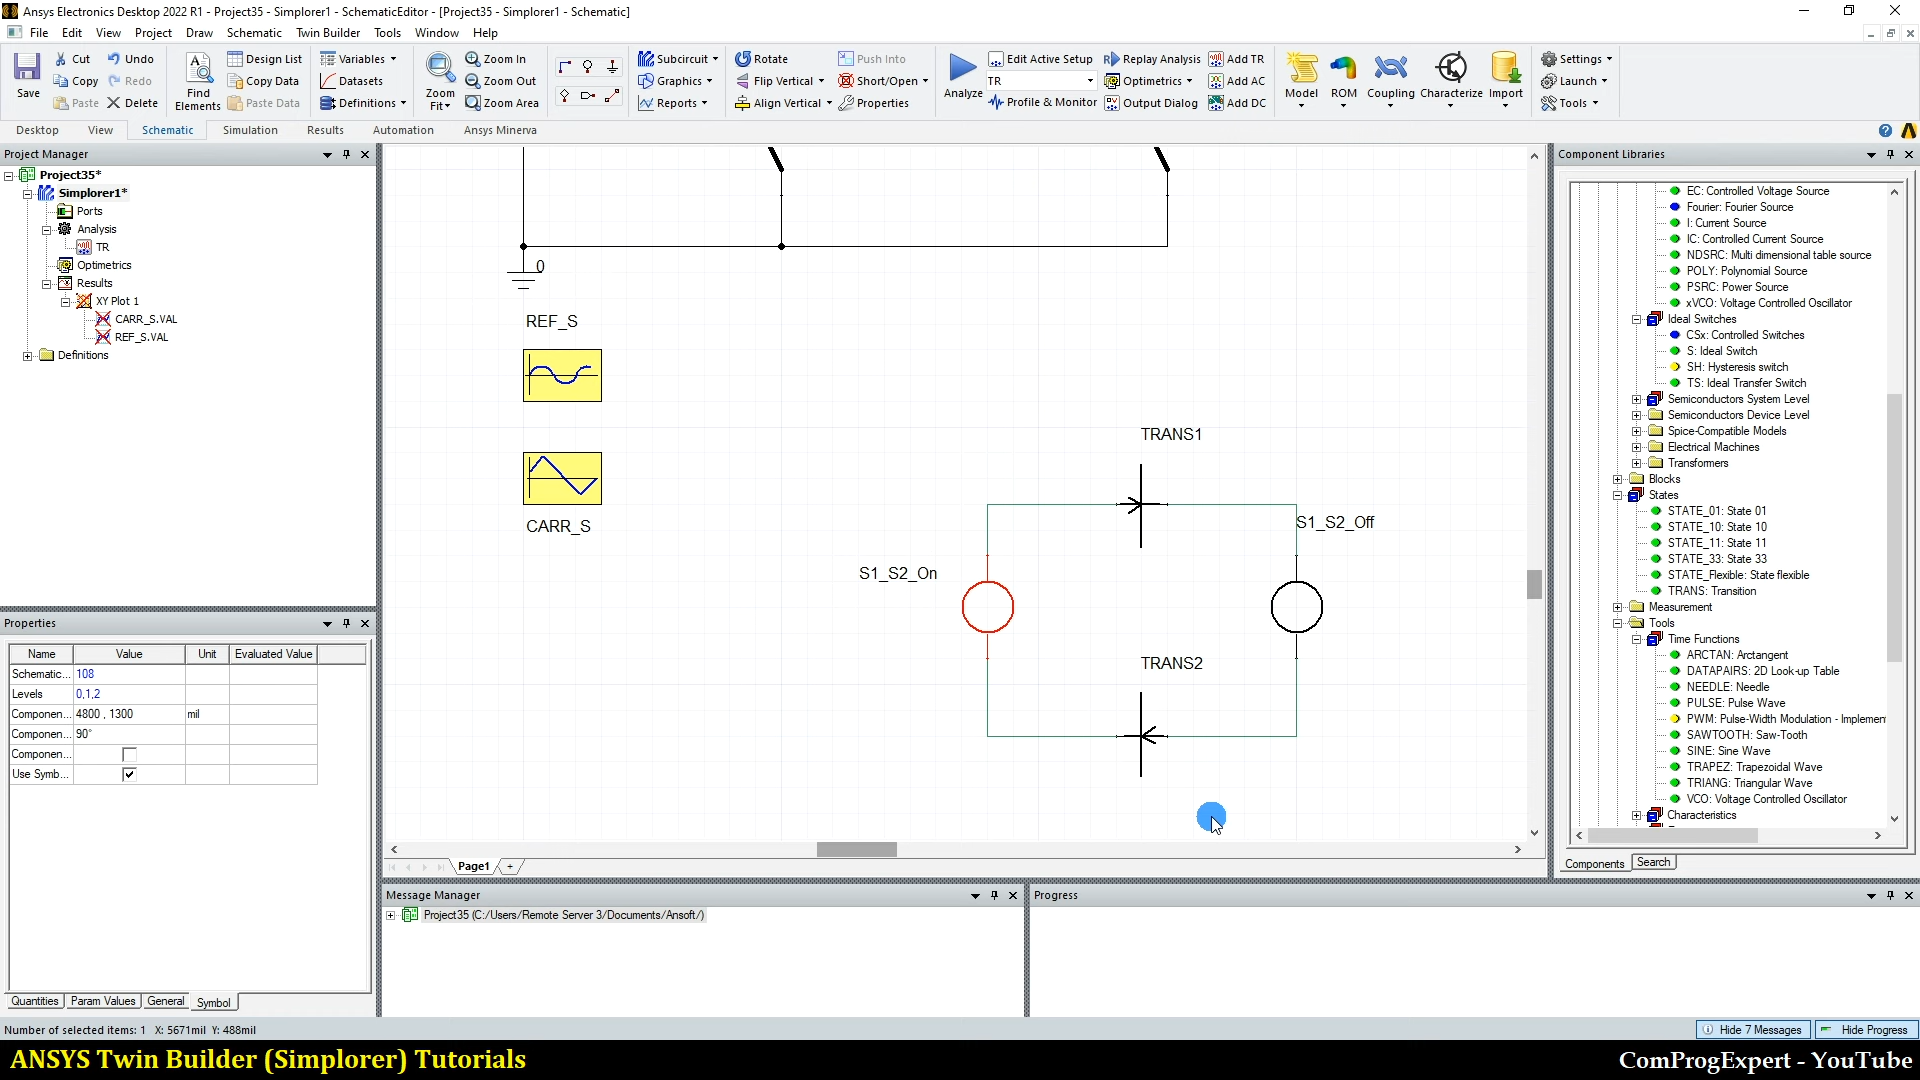 Ansys Electronics Desktop 2022 R1 - Project35 - Simplorer1 - SchematicEditor - [Project35 - Simplorer1 - Schematic]
File Edit View Project Draw Schematic Twin Builder Tools Window Help
Save
Cut
Copy
Paste
Undo
Redo
Delete
Find Elements
Design List
Copy Data
Paste Data
Variables
Datasets
Definitions
Zoom Fit
Zoom In
Zoom Out
Zoom Area
Subcircuit
Graphics
Reports
Rotate
Flip Vertical
Align Vertical
Push Into
Short/Open
Properties
Analyze
Edit Active Setup
TR
Profile & Monitor
Replay Analysis
Optimetrics
Output Dialog
Add TR
Add AC
Add DC
Model
ROM
Coupling
Characterize
Import
Settings
Launch
Tools
Desktop View Schematic Simulation Results Automation Ansys Minerva
Project Manager
Project35*
Simplorer1*
Ports
Analysis
TR
Optimetrics
Results
XY Plot 1
CARR_S.VAL
REF_S.VAL
Definitions
Properties
Name Value Unit Evaluated Value
Schematic... 108
Levels 0,1,2
Componen... 4800 , 1300 mil
Componen... 90°
Componen...
Use Symb...
Quantities Param Values General Symbol
0
REF_S
CARR_S
TRANS1
S1_S2_Off
S1_S2_On
TRANS2
Page1 +
Component Libraries
EC: Controlled Voltage Source
Fourier: Fourier Source
I: Current Source
IC: Controlled Current Source
NDSRC: Multi dimensional table source
POLY: Polynomial Source
PSRC: Power Source
xVCO: Voltage Controlled Oscillator
Ideal Switches
CSx: Controlled Switches
S: Ideal Switch
SH: Hysteresis switch
TS: Ideal Transfer Switch
Semiconductors System Level
Semiconductors Device Level
Spice-Compatible Models
Electrical Machines
Transformers
Blocks
States
STATE_01: State 01
STATE_10: State 10
STATE_11: State 11
STATE_33: State 33
STATE_Flexible: State flexible
TRANS: Transition
Measurement
Tools
Time Functions
ARCTAN: Arctangent
DATAPAIRS: 2D Look-up Table
NEEDLE: Needle
PULSE: Pulse Wave
PWM: Pulse-Width Modulation - Implemen
SAWTOOTH: Saw-Tooth
SINE: Sine Wave
TRAPEZ: Trapezoidal Wave
TRIANG: Triangular Wave
VCO: Voltage Controlled Oscillator
Characteristics
Components Search
Message Manager
Project35 (C:/Users/Remote Server 3/Documents/Ansoft/)
Progress
Number of selected items: 1 X: 5671mil Y: 488mil
Hide 7 Messages
Hide Progress
ANSYS Twin Builder (Simplorer) Tutorials
ComProgExpert - YouTube